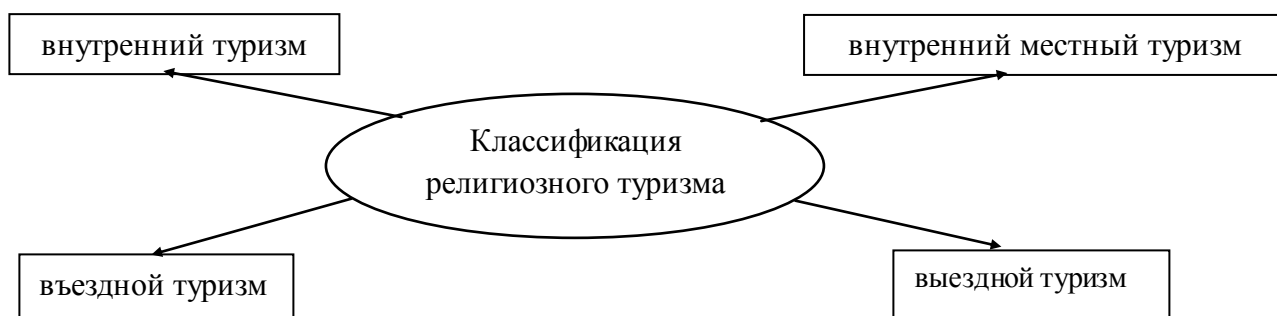 внутренний туризм
внутренний местный туризм
Классификация
религиозного туризма
въездной туризм
выездной туризм